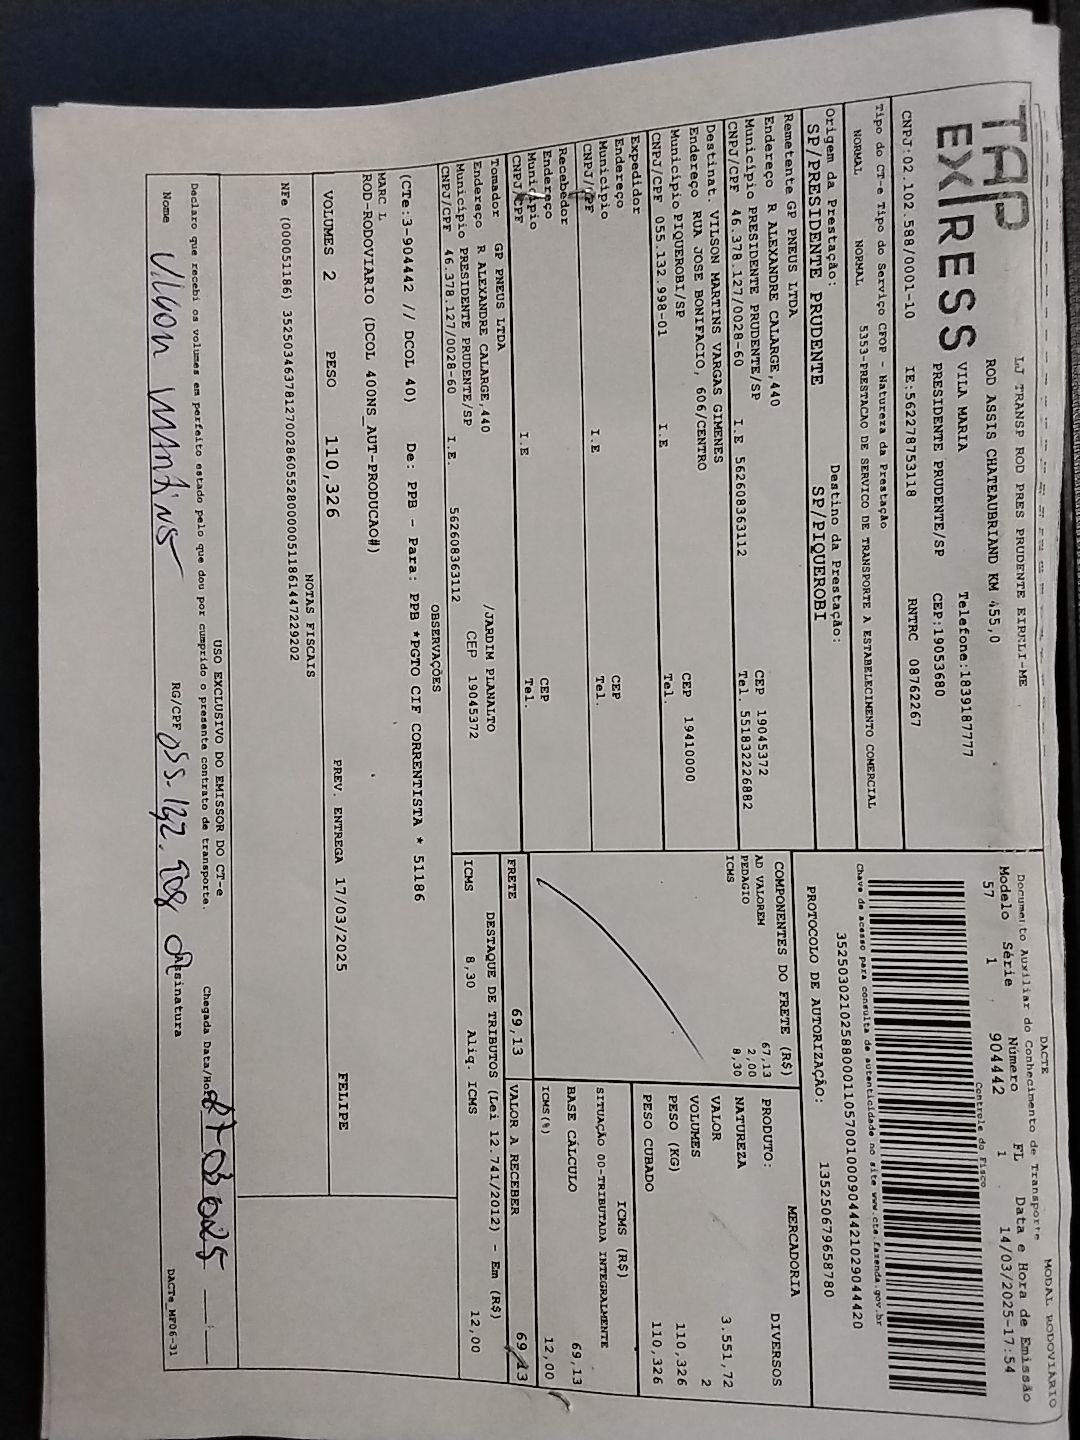 TAP EXPRESS
LJ TRANSP ROD PRES PRUDENTE EIRELI-ME
ROD ASSIS CHATEAUBRIAND KM 455,0
VILA MARIA Telefone:1839187777
PRESIDENTE PRUDENTE/SP CEP:19053680
CNPJ:02.102.588/0001-10 IE:562278753118 RNTRC 08762267
Tipo do CT-e Tipo do Serviço CFOP - Natureza da Prestação
NORMAL NORMAL 5353-PRESTACAO DE SERVICO DE TRANSPORTE A ESTABELECIMENTO COMERCIAL
Origem da Prestação: Destino da Prestação:
SP/PRESIDENTE PRUDENTE SP/PIQUEROBI
Remetente GP PNEUS LTDA
Endereço R ALEXANDRE CALARGE,440 CEP 19045372
Município PRESIDENTE PRUDENTE/SP Tel. 551832226882
CNPJ/CPF 46.378.127/0028-60 I.E 562608363112
Destinat. VILSON MARTINS VARGAS GIMENES
Endereço RUA JOSE BONIFACIO, 606/CENTRO
Município PIQUEROBI/SP CEP 19410000
CNPJ/CPF 055.132.998-01 I.E Tel.
Expedidor
Endereço
Município CEP
CNPJ/CPF I.E Tel.
Recebedor
Endereço
Município CEP
CNPJ/CPF I.E Tel.
Tomador GP PNEUS LTDA
Endereço R ALEXANDRE CALARGE,440 /JARDIM PLANALTO
Município PRESIDENTE PRUDENTE/SP CEP 19045372
CNPJ/CPF 46.378.127/0028-60 I.E. 562608363112
OBSERVAÇÕES
(CTe:3-904442 // DCOL 40) De: PPB - Para: PPB *PGTO CIF CORRENTISTA * 51186
MARC L
ROD-RODOVIARIO (DCOL 400NS_AUT-PRODUCAO#)
VOLUMES 2 PESO 110,326 PREV. ENTREGA 17/03/2025 FELIPE
NOTAS FISCAIS
NFe (000051186) 35250346378127002860552800000511861447229202
USO EXCLUSIVO DO EMISSOR DO CT-e
Declaro que recebi os volumes em perfeito estado pelo que dou por cumprido o presente contrato de transporte.
Chegada Data/Hora
Nome Vilson Martins RG/CPF Assinatura
DACTe_MF06-31
MODAL RODOVIÁRIO
DACTE
Documento Auxiliar do Conhecimento de Transporte
Modelo Série Número FL Data e Hora de Emissão
57 1 904442 1 14/03/2025-17:54
Controle do Fisco
Chave de acesso para consulta de autenticidade no site www.cte.fazenda.gov.br
35250302102588000110570010009044421029044420
PROTOCOLO DE AUTORIZAÇÃO: 135250679658780
COMPONENTES DO FRETE (R$)
AD VALOREM 67,13
PEDAGIO 2,00
ICMS 8,30
FRETE 69,13
MERCADORIA
PRODUTO: DIVERSOS
NATUREZA
VALOR 3.551,72
VOLUMES 2
PESO (KG) 110,326
PESO CUBADO 110,326
ICMS (R$)
SITUAÇÃO 00-TRIBUTADA INTEGRALMENTE
BASE CÁLCULO 69,13
ICMS(%) 12,00
VALOR A RECEBER 69,13
DESTAQUE DE TRIBUTOS (Lei 12.741/2012) - Em (R$)
ICMS 8,30 Aliq. ICMS 12,00